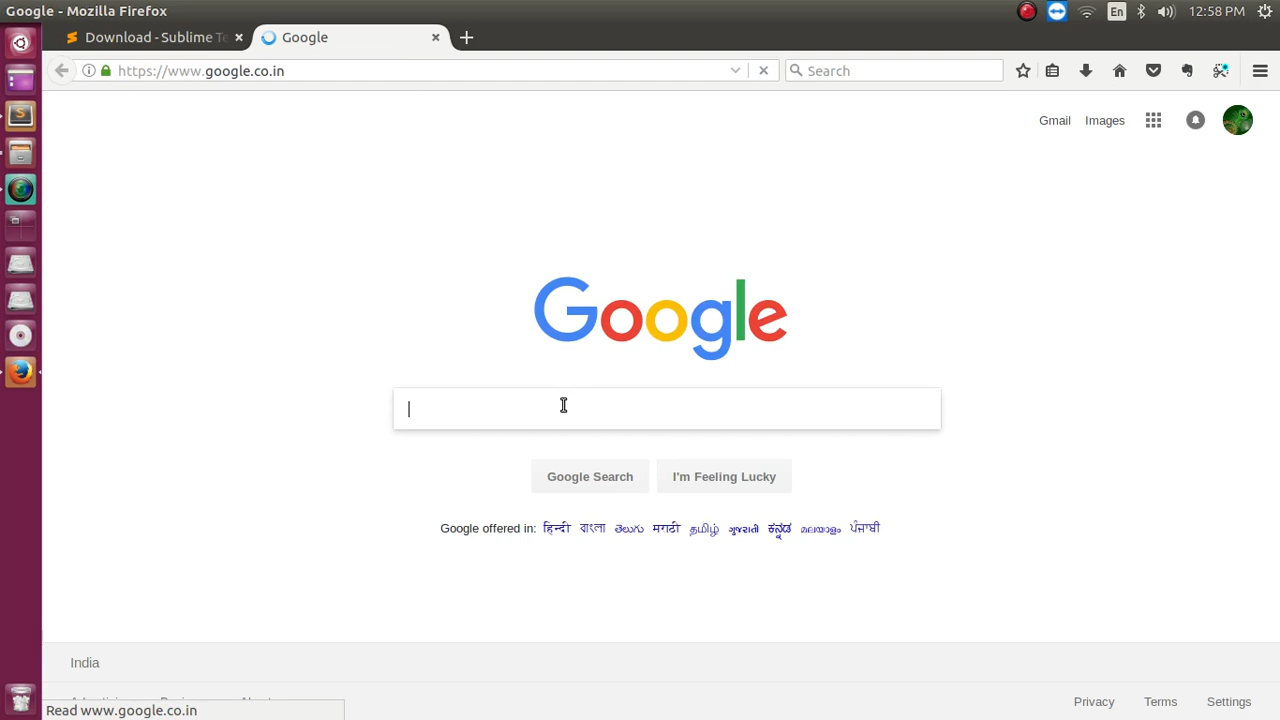 Google - Mozilla Firefox
En
12:58 PM
Download - Sublime Te
Google
https://www.google.co.in
Search
Gmail
Images
Google
Google Search
I'm Feeling Lucky
Google offered in: हिन्दी বাংলা తెలుగు मराठी தமிழ் ગુજરાતી ಕನ್ನಡ മലയാളം ਪੰਜਾਬੀ
India
Privacy
Terms
Settings
Read www.google.co.in